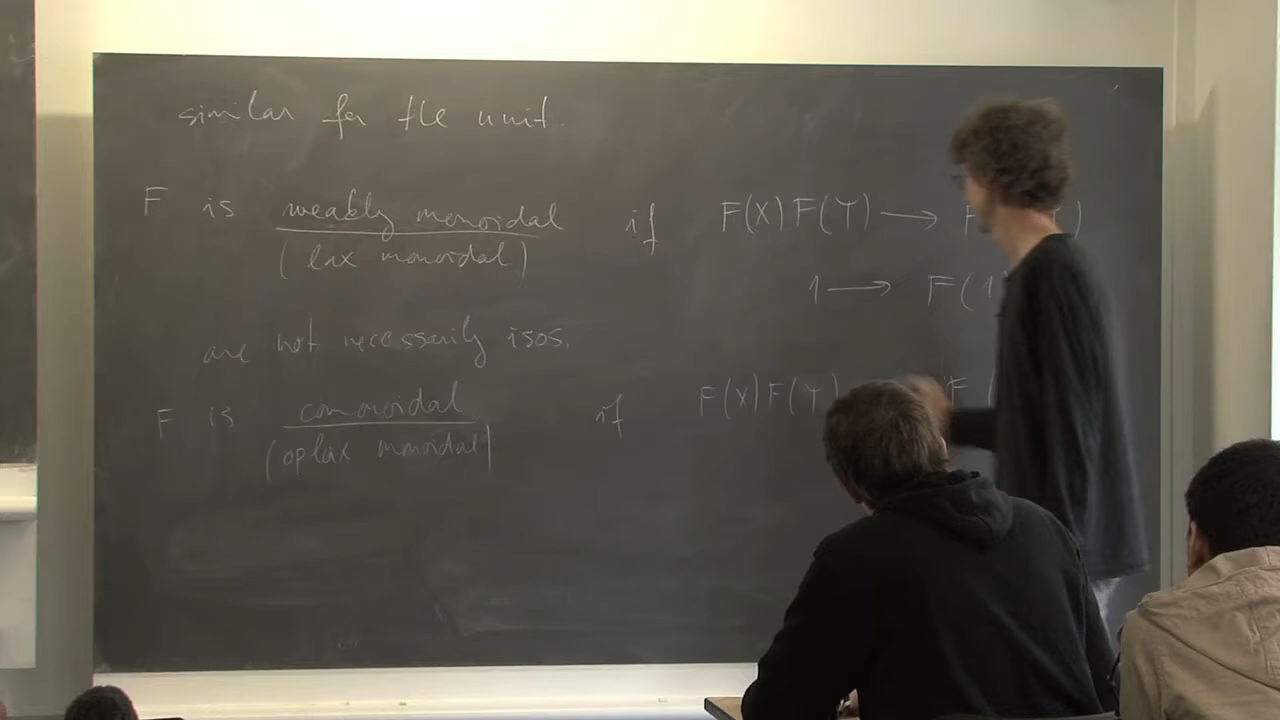 similar for the unit
F is weakly monoidal if F(X)F(Y) → F( )
(lax monoidal) 1 → F(1
are not necessarily isos.
F is comonoidal if F(X)F(Y) F(
(oplax monoidal)